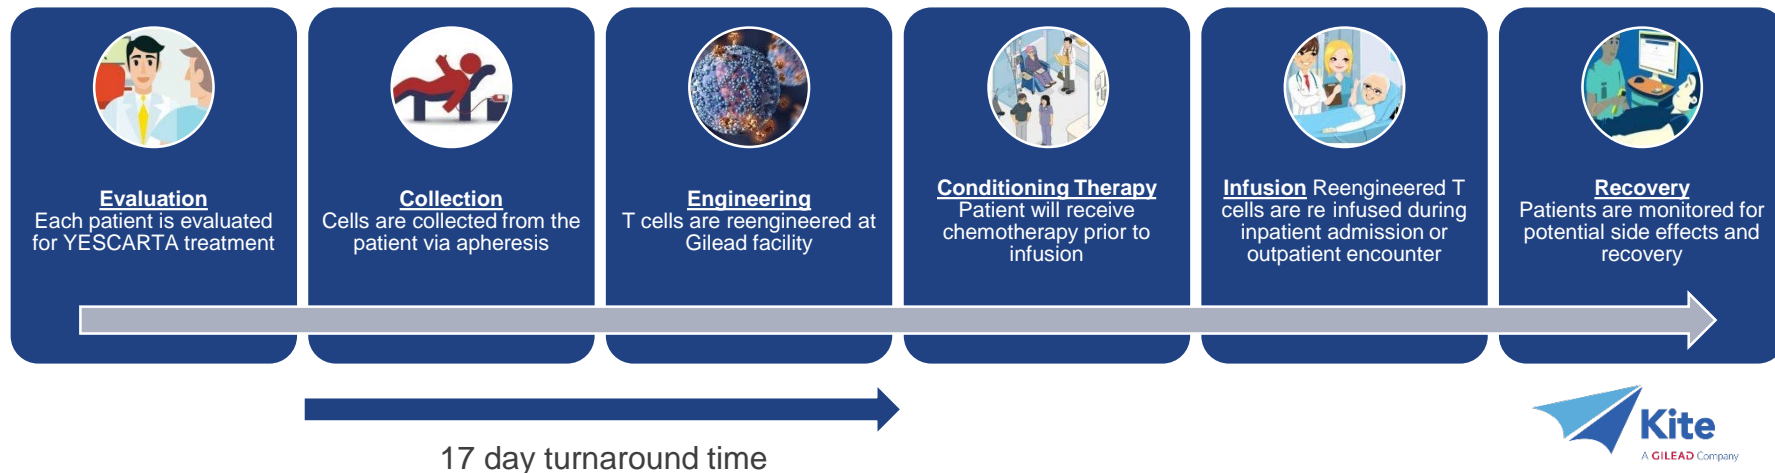 Evaluation
Each patient is evaluated
for YESCARTA treatment
Collection
Cells are collected from the
patient via apheresis
Engineering
T cells are reengineered at
Gilead facility
Conditioning Therapy
Patient will receive
chemotherapy prior to
infusion
Infusion Reengineered T
cells are re infused during
inpatient admission or
outpatient encounter
Recovery
Patients are monitored for
potential side effects and
recovery
17 day turnaround time
Kite
A GILEAD Company